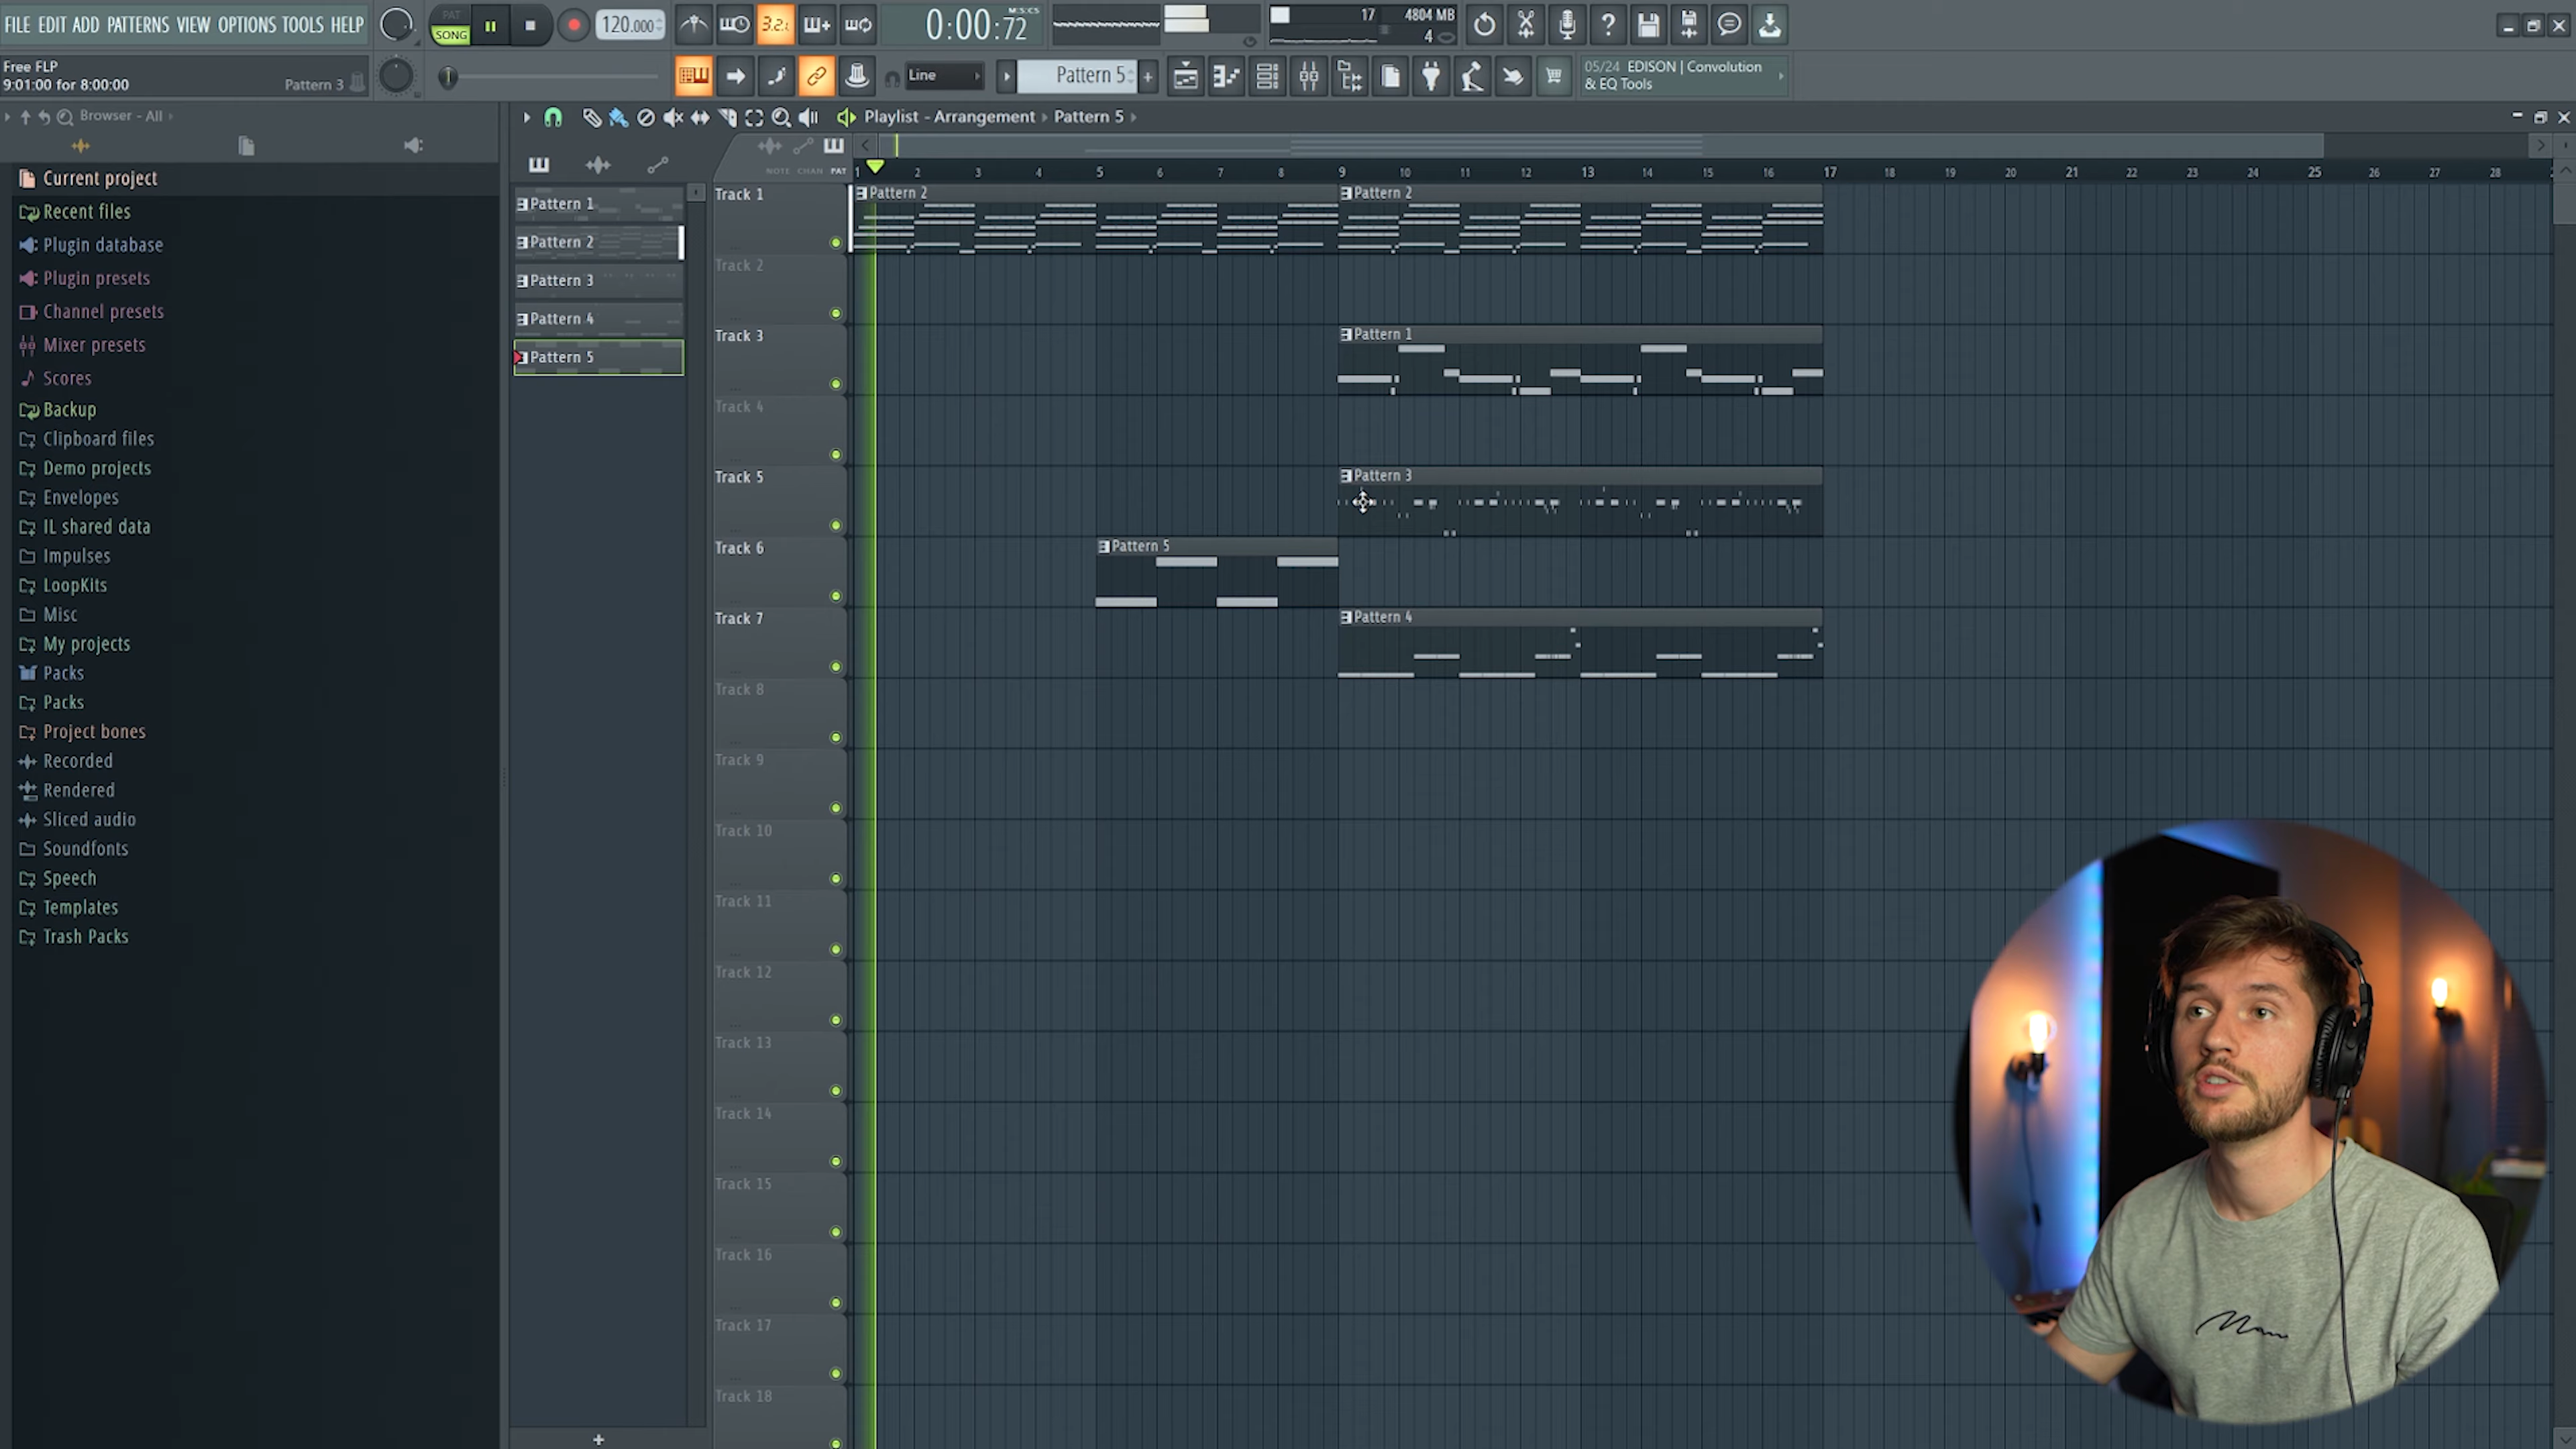 FILE EDIT ADD PATTERNS VIEW OPTIONS TOOLS HELP
PAT
SONG
120.000
3.2.
0:00:72
M:S:CS
17
4804 MB
4
Free FLP
9:01:00 for 8:00:00
Pattern 3
Line
Pattern 5
05/24 EDISON | Convolution
& EQ Tools
Browser - All
Playlist - Arrangement
Pattern 5
NOTE CHAN PAT
1 2 3 4 5 6 7 8 9 10 11 12 13 14 15 16 17 18 19 20 21 22 23 24 25 26 27 28
Current project
Recent files
Plugin database
Plugin presets
Channel presets
Mixer presets
Scores
Backup
Clipboard files
Demo projects
Envelopes
IL shared data
Impulses
LoopKits
Misc
My projects
Packs
Packs
Project bones
Recorded
Rendered
Sliced audio
Soundfonts
Speech
Templates
Trash Packs
Pattern 1
Pattern 2
Pattern 3
Pattern 4
Pattern 5
Track 1
Pattern 2
Pattern 2
Track 2
Track 3
Pattern 1
Track 4
Track 5
Pattern 3
Track 6
Pattern 5
Track 7
Pattern 4
Track 8
Track 9
Track 10
Track 11
Track 12
Track 13
Track 14
Track 15
Track 16
Track 17
Track 18